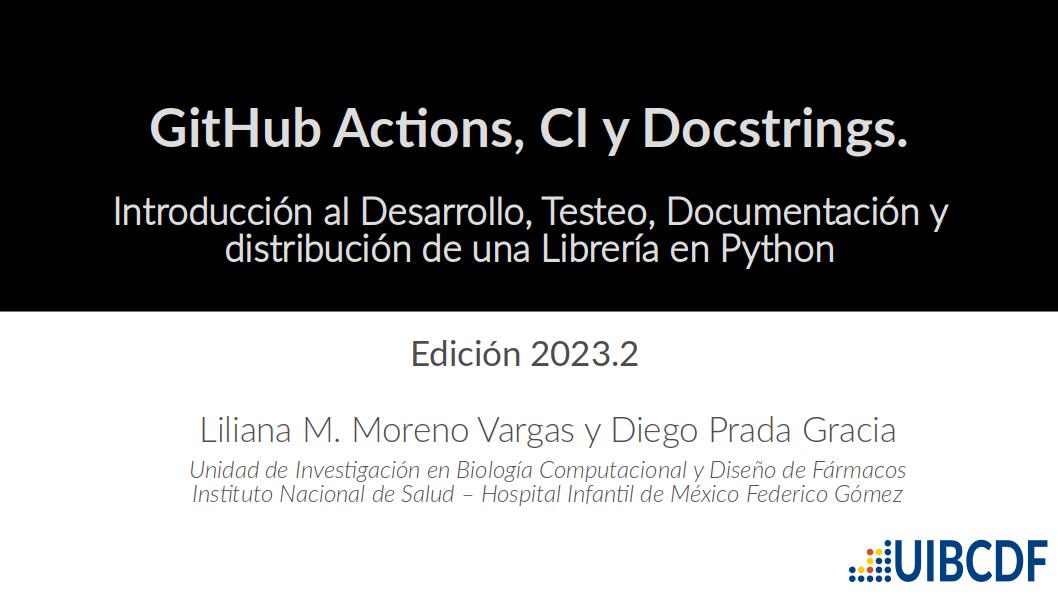 GitHub Actions, CI y Docstrings.
Introducción al Desarrollo, Testeo, Documentación y
distribución de una Librería en Python
Edición 2023.2
Liliana M. Moreno Vargas y Diego Prada Gracia
Unidad de Investigación en Biología Computacional y Diseño de Fármacos
Instituto Nacional de Salud – Hospital Infantil de México Federico Gómez
UIBCDF